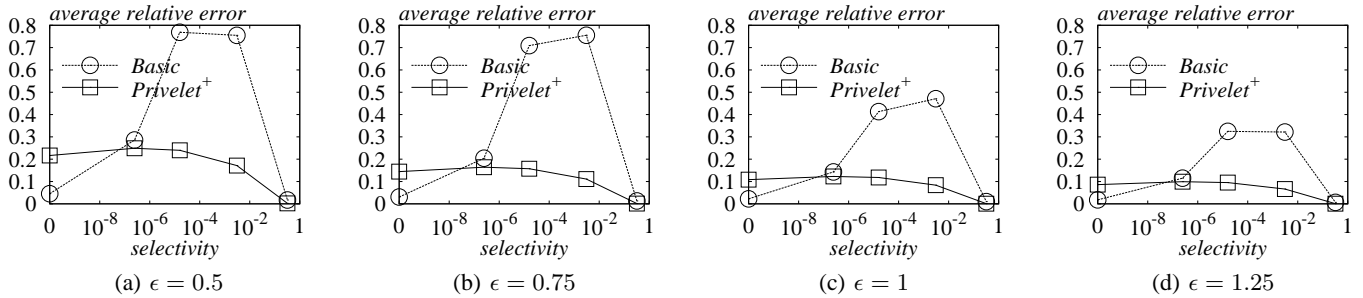 average relative error
0.8
0.7
0.6
0.5
0.4
0.3
0.2
0.1
0
Basic
Privelet⁺
0 10⁻⁸ 10⁻⁶ 10⁻⁴ 10⁻² 1
selectivity
(a) ϵ = 0.5
average relative error
0.8
0.7
0.6
0.5
0.4
0.3
0.2
0.1
0
Basic
Privelet⁺
0 10⁻⁸ 10⁻⁶ 10⁻⁴ 10⁻² 1
selectivity
(b) ϵ = 0.75
average relative error
0.8
0.7
0.6
0.5
0.4
0.3
0.2
0.1
0
Basic
Privelet⁺
0 10⁻⁸ 10⁻⁶ 10⁻⁴ 10⁻² 1
selectivity
(c) ϵ = 1
average relative error
0.8
0.7
0.6
0.5
0.4
0.3
0.2
0.1
0
Basic
Privelet⁺
0 10⁻⁸ 10⁻⁶ 10⁻⁴ 10⁻² 1
selectivity
(d) ϵ = 1.25